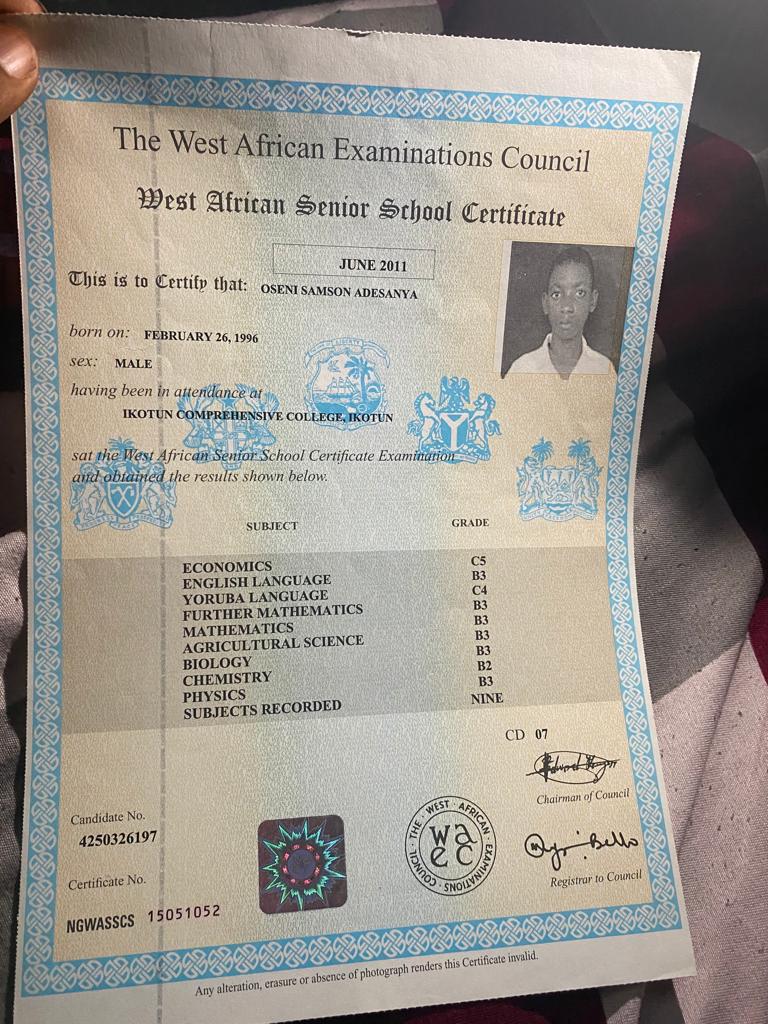 The West African Examinations Council
West African Senior School Certificate
JUNE 2011
This is to Certify that: OSENI SAMSON ADESANYA
born on: FEBRUARY 26, 1996
sex: MALE
having been in attendance at
IKOTUN COMPREHENSIVE COLLEGE, IKOTUN
sat the West African Senior School Certificate Examination
and obtained the results shown below.
SUBJECT GRADE
ECONOMICS C5
ENGLISH LANGUAGE B3
YORUBA LANGUAGE C4
FURTHER MATHEMATICS B3
MATHEMATICS B3
AGRICULTURAL SCIENCE B3
BIOLOGY B3
CHEMISTRY B2
PHYSICS B3
SUBJECTS RECORDED NINE
CD 07
Chairman of Council
Candidate No.
4250326197
THE WEST AFRICAN EXAMINATIONS COUNCIL
waec
Registrar to Council
Certificate No.
NGWASSCS 15051052
Any alteration, erasure or absence of photograph renders this Certificate invalid.